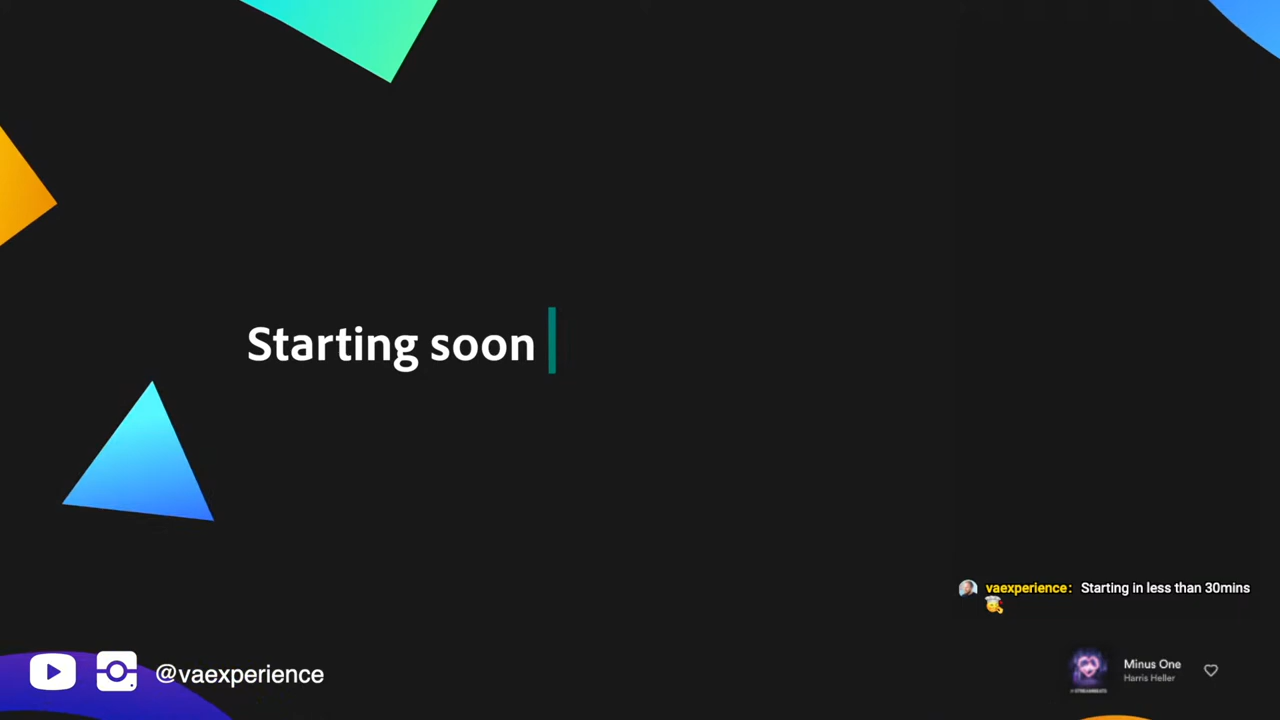 Starting soon
vaexperience: Starting in less than 30mins
@vaexperience
Minus One
Harris Heller